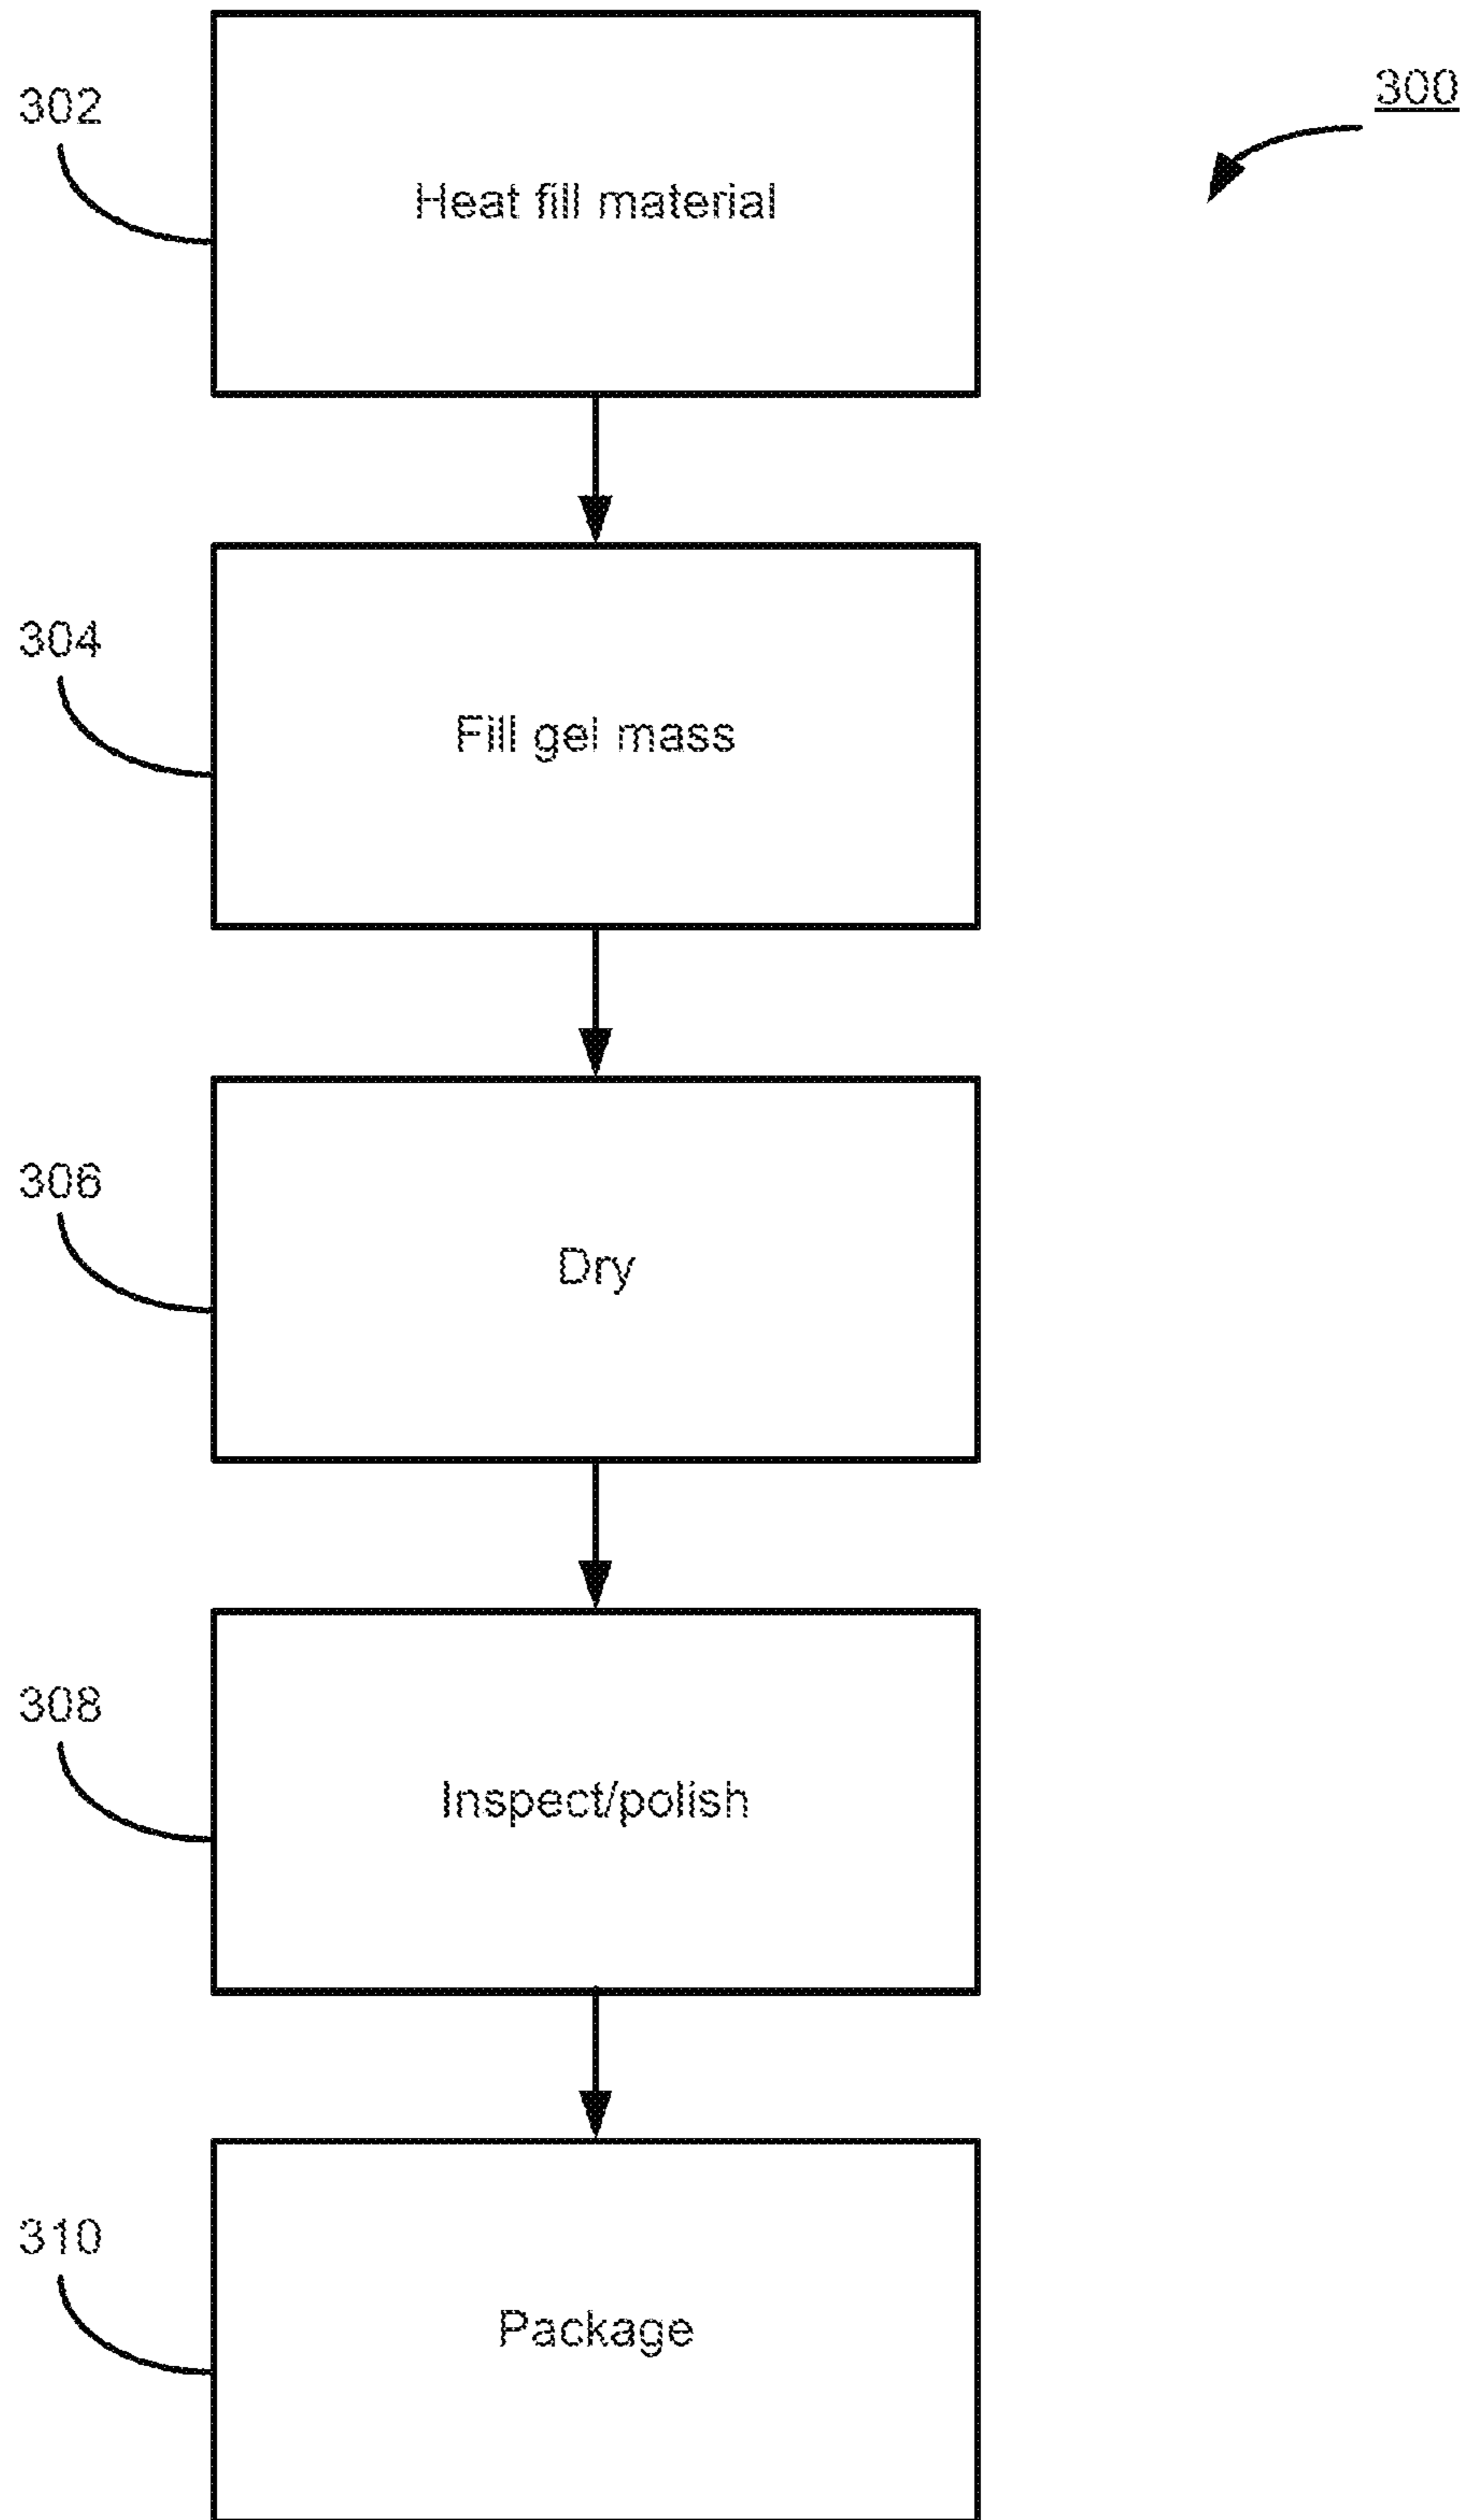 300
302
Heat fill material
304
Fill gel mass
306
Dry
308
Inspect/polish
310
Package